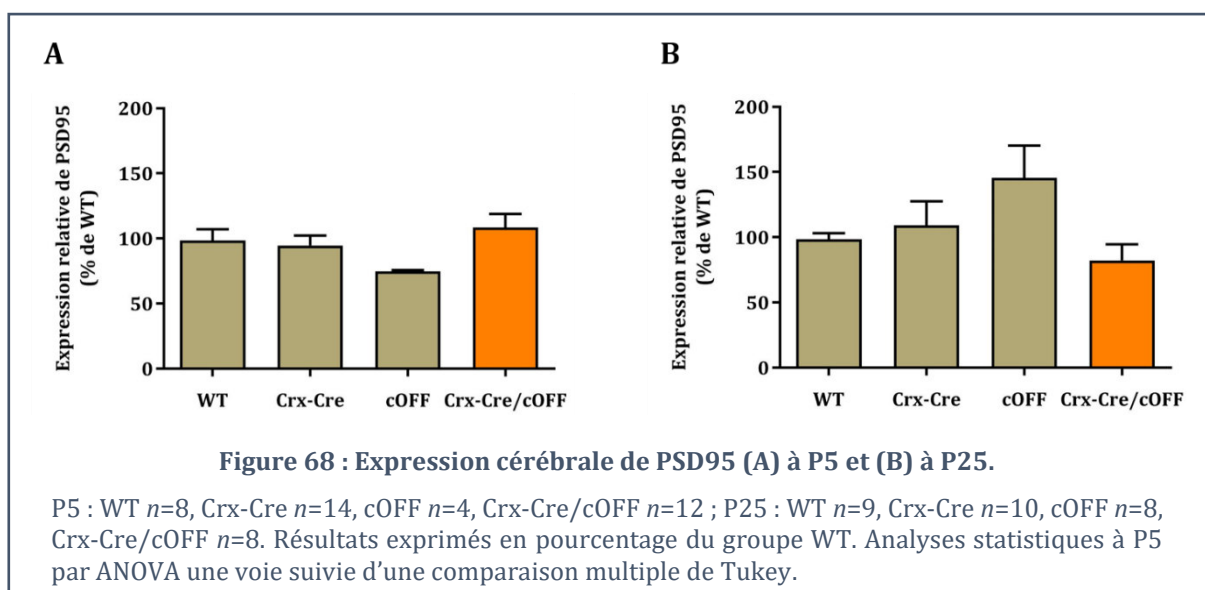 A
Expression relative de PSD95
(% de WT)
200
150
100
50
0
WT Crx-Cre cOFF Crx-Cre/cOFF
B
Expression relative de PSD95
(% de WT)
200
150
100
50
0
WT Crx-Cre cOFF Crx-Cre/cOFF
Figure 68 : Expression cérébrale de PSD95 (A) à P5 et (B) à P25.
P5 : WT n=8, Crx-Cre n=14, cOFF n=4, Crx-Cre/cOFF n=12 ; P25 : WT n=9, Crx-Cre n=10, cOFF n=8,
Crx-Cre/cOFF n=8. Résultats exprimés en pourcentage du groupe WT. Analyses statistiques à P5
par ANOVA une voie suivie d'une comparaison multiple de Tukey.